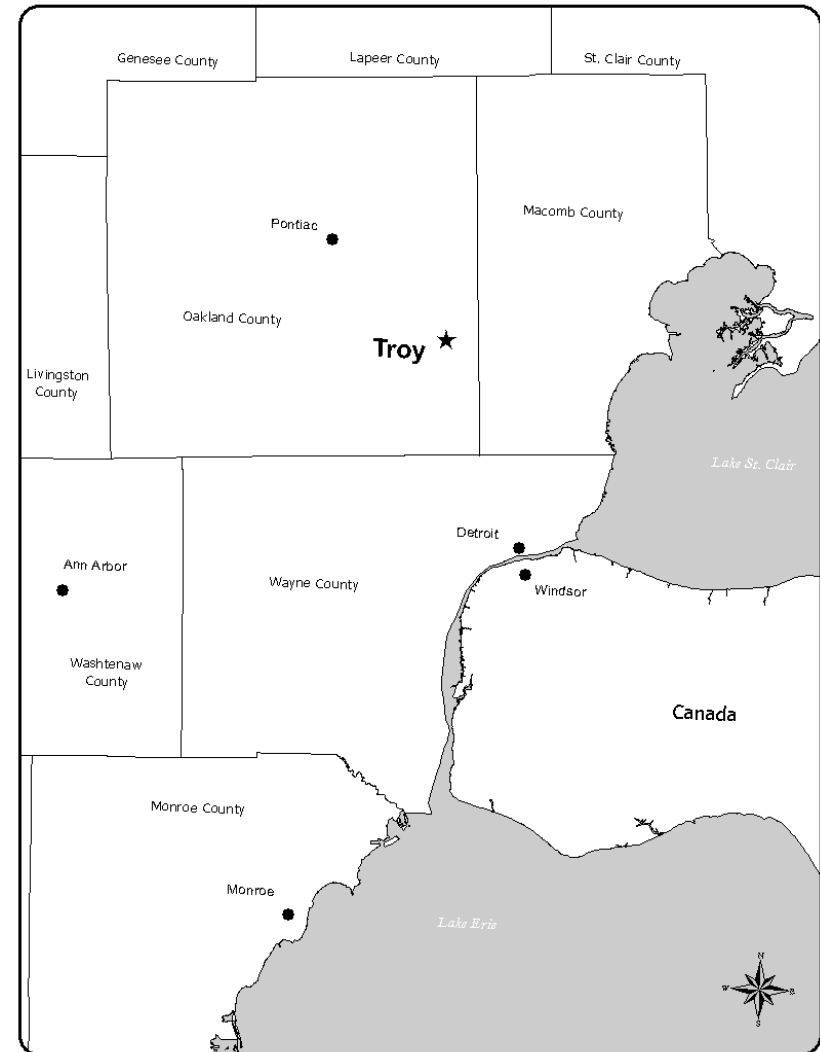 Genesee County
Lapeer County
St. Clair County
Macomb County
Pontiac
Oakland County
Troy
Livingston
County
Lake St. Clair
Detroit
Ann Arbor
Wayne County
Windsor
Washtenaw
County
Canada
Monroe County
Monroe
Lake Erie
N
W
E
S